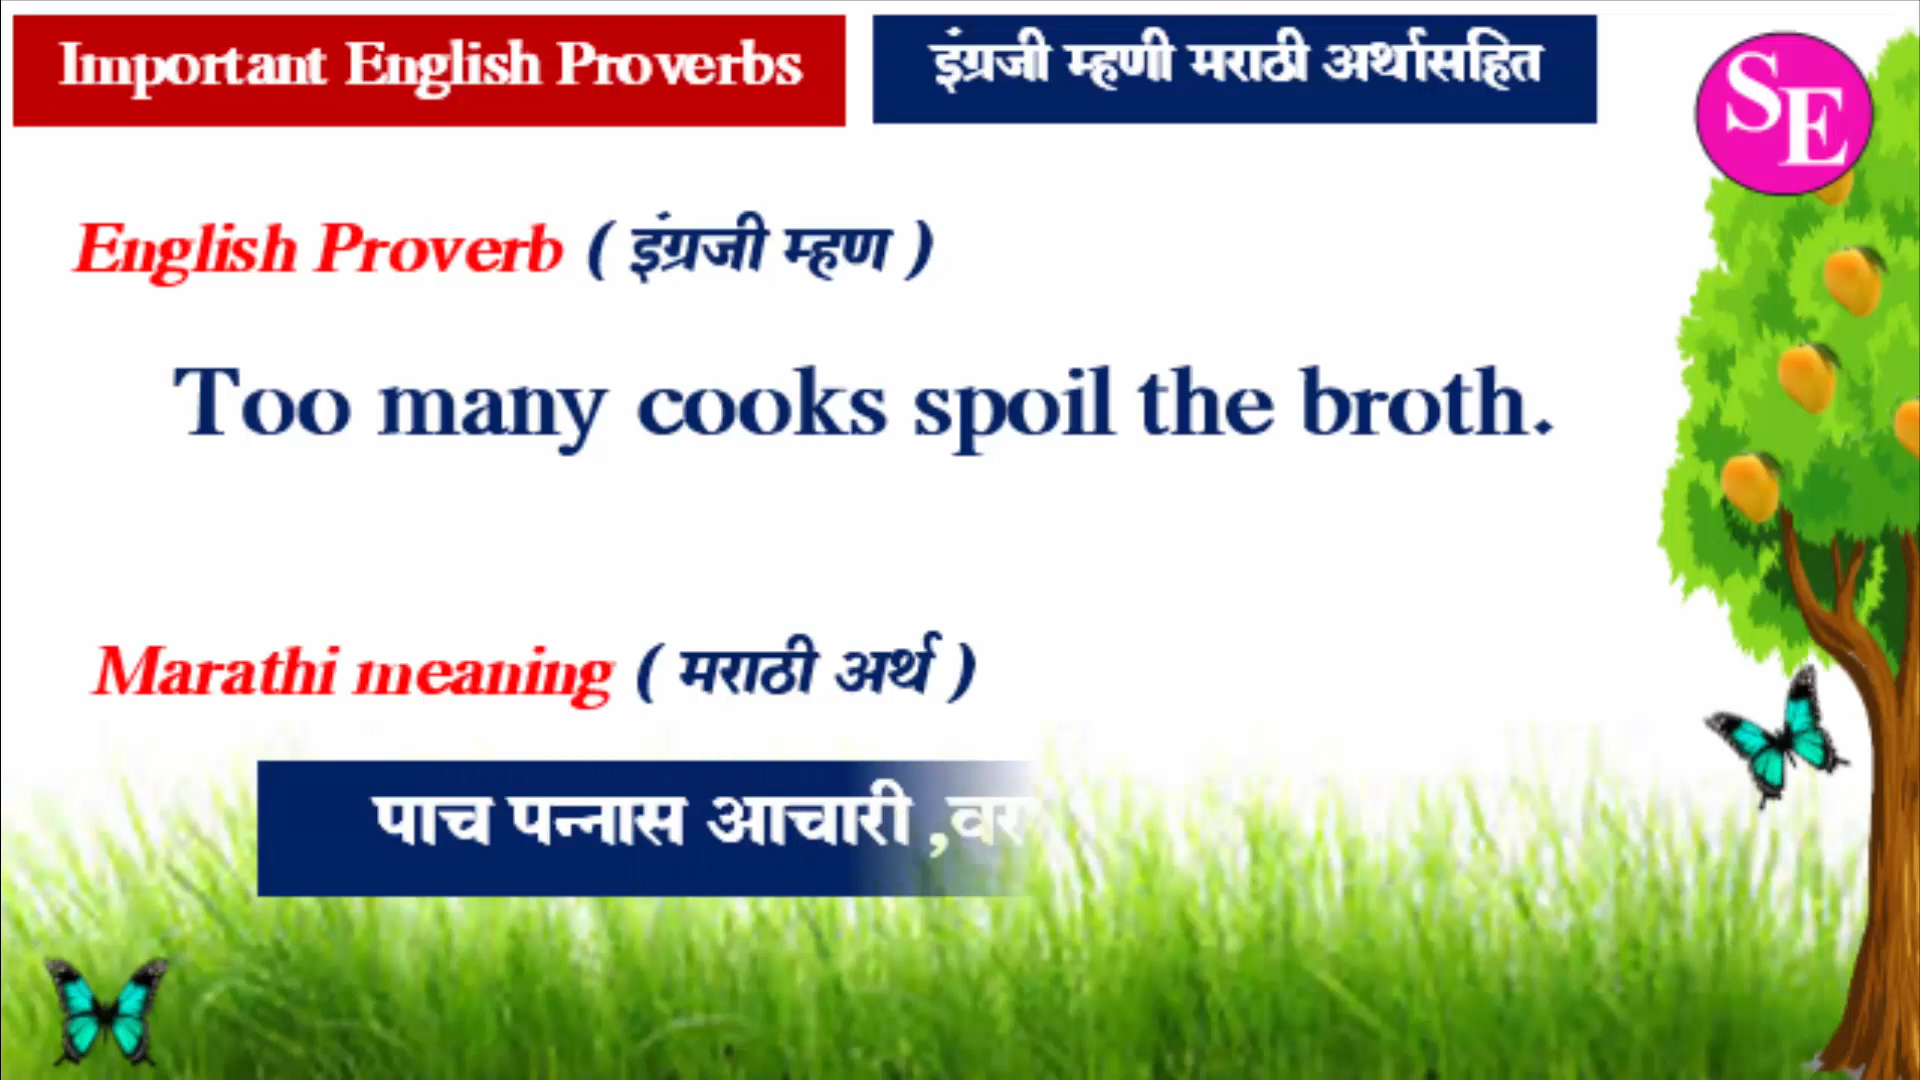 Important English Proverbs
इंग्रजी म्हणी मराठी अर्थासहित
SE
English Proverb ( इंग्रजी म्हण )
Too many cooks spoil the broth.
Marathi meaning ( मराठी अर्थ )
पाच पन्नास आचारी ,